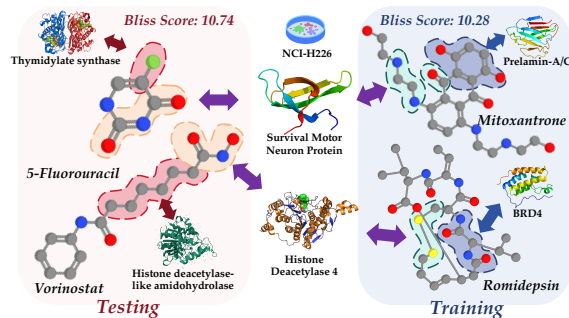 Bliss Score: 10.74
Thymidylate synthase
5-Fluorouracil
Vorinostat
Histone deacetylase-
like amidohydrolase
Testing
NCI-H226
Survival Motor
Neuron Protein
Histone
Deacetylase 4
Bliss Score: 10.28
Prelamin-A/C
Mitoxantrone
BRD4
Romidepsin
Training